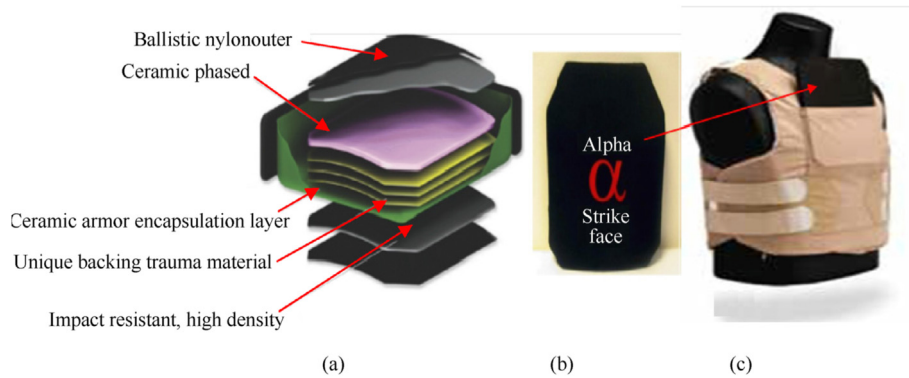 Ballistic nylonouter
Ceramic phased
Ceramic armor encapsulation layer
Unique backing trauma material
Impact resistant, high density
Alpha
α
Strike
face
(a)
(b)
(c)